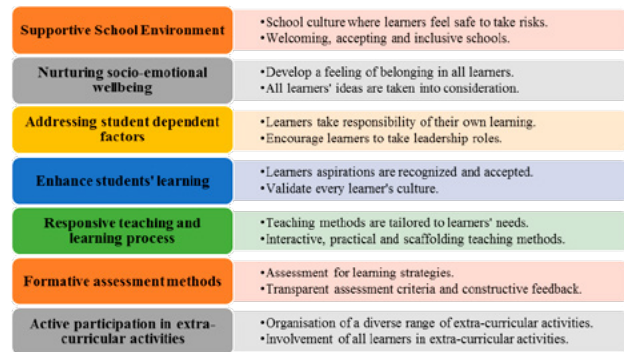 Supportive School Environment
•School culture where learners feel safe to take risks.
•Welcoming, accepting and inclusive schools.
Nurturing socio-emotional
wellbeing
•Develop a feeling of belonging in all learners.
•All learners' ideas are taken into consideration.
Addressing student dependent
factors
•Learners take responsibility of their own learning.
•Encourage learners to take leadership roles.
Enhance students' learning
•Learners aspirations are recognized and accepted.
•Validate every learner's culture.
Responsive teaching and
learning process
•Teaching methods are tailored to learners' needs.
•Interactive, practical and scaffolding teaching methods.
Formative assessment methods
•Assessment for learning strategies.
•Transparent assessment criteria and constructive feedback.
Active participation in extra-
curricular activities
•Organisation of a diverse range of extra-curricular activities.
•Involvement of all learners in extra-curricular activities.